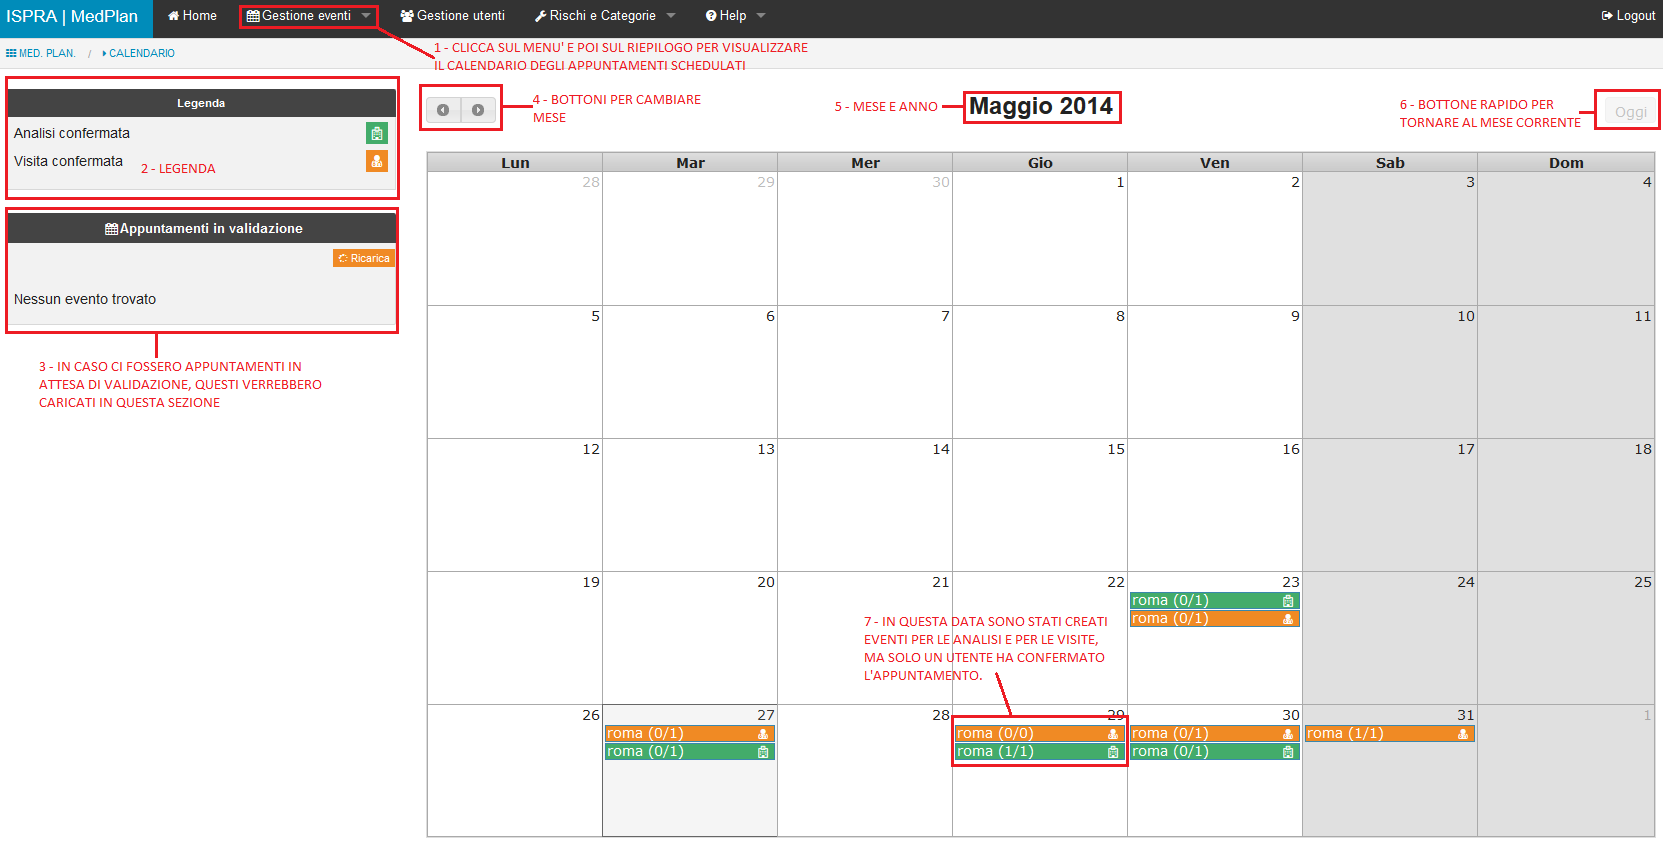 ISPRA | MedPlan
Home
Gestione eventi
Gestione utenti
Rischi e Categorie
Help
Logout
MED. PLAN. / CALENDARIO
1 - CLICCA SUL MENU' E POI SUL RIEPILOGO PER VISUALIZZARE
IL CALENDARIO DEGLI APPUNTAMENTI SCHEDULATI
Legenda
Analisi confermata
Visita confermata
2 - LEGENDA
Appuntamenti in validazione
Ricarica
Nessun evento trovato
3 - IN CASO CI FOSSERO APPUNTAMENTI IN
ATTESA DI VALIDAZIONE, QUESTI VERREBBERO
CARICATI IN QUESTA SEZIONE
4 - BOTTONI PER CAMBIARE
MESE
5 - MESE E ANNO
Maggio 2014
6 - BOTTONE RAPIDO PER
TORNARE AL MESE CORRENTE
Oggi
Lun Mar Mer Gio Ven Sab Dom
28 29 30 1 2 3 4
5 6 7 8 9 10 11
12 13 14 15 16 17 18
19 20 21 22 23 24 25
roma (0/1)
roma (0/1)
7 - IN QUESTA DATA SONO STATI CREATI
EVENTI PER LE ANALISI E PER LE VISITE,
MA SOLO UN UTENTE HA CONFERMATO
L'APPUNTAMENTO.
26 27 28 29 30 31 1
roma (0/1) roma (0/0) roma (0/1) roma (1/1)
roma (0/1) roma (1/1) roma (0/1)